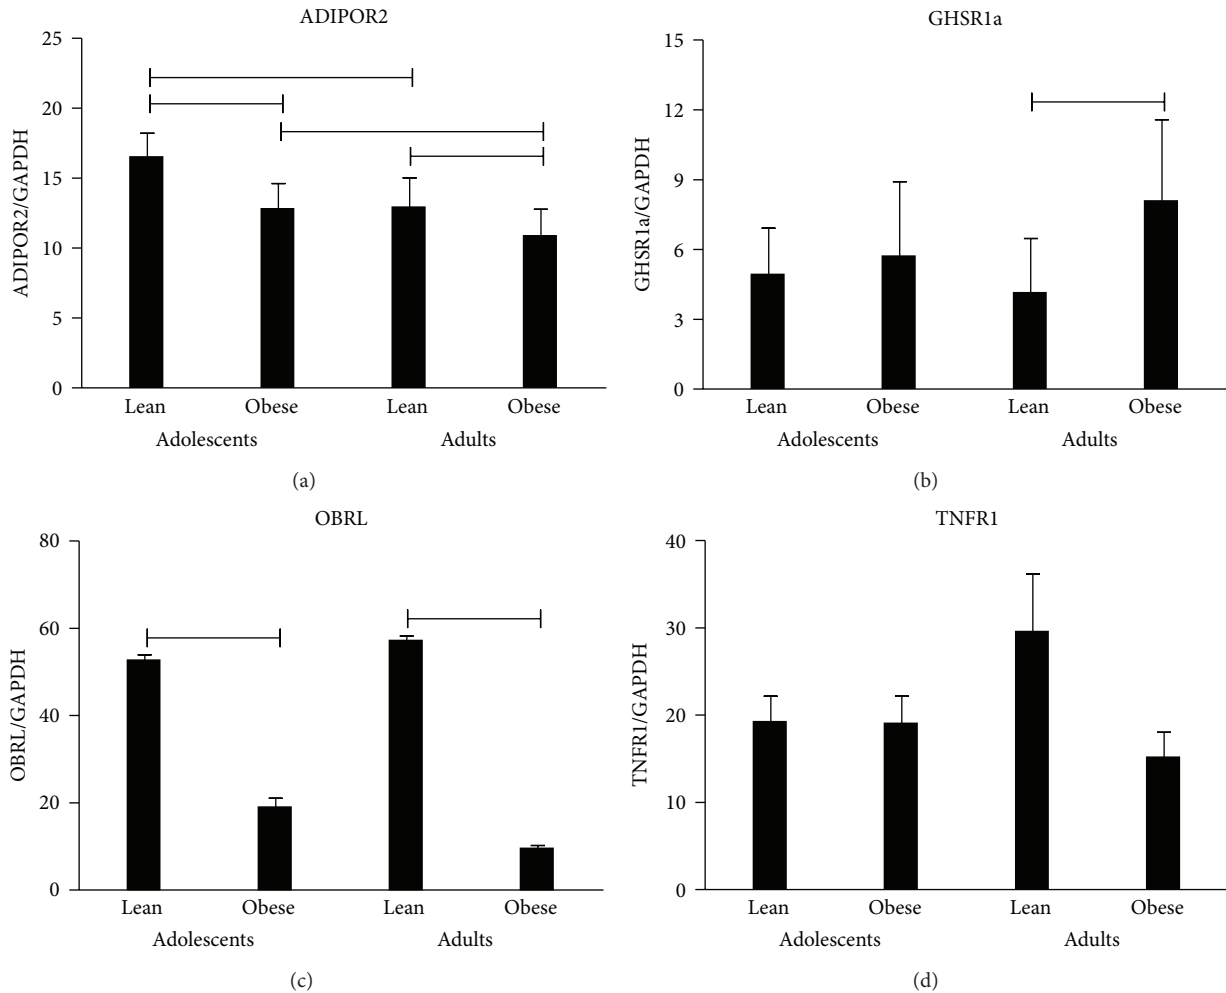 ADIPOR2
ADIPOR2/GAPDH
25
20
15
10
5
0
Lean Obese Lean Obese
Adolescents Adults
(a)
GHSR1a
GHSR1a/GAPDH
15
12
9
6
3
0
Lean Obese Lean Obese
Adolescents Adults
(b)
OBRL
OBRL/GAPDH
80
60
40
20
0
Lean Obese Lean Obese
Adolescents Adults
(c)
TNFR1
TNFR1/GAPDH
40
30
20
10
0
Lean Obese Lean Obese
Adolescents Adults
(d)